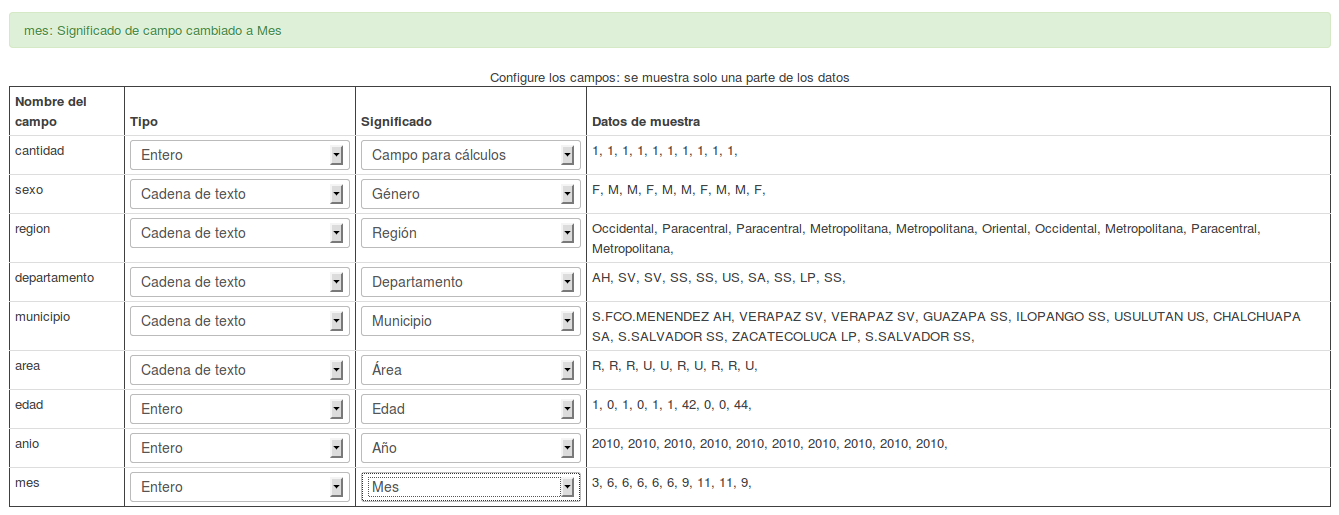 mes: Significado de campo cambiado a Mes
Configure los campos: se muestra solo una parte de los datos
Nombre del
campo Tipo Significado Datos de muestra
cantidad Entero Campo para cálculos 1, 1, 1, 1, 1, 1, 1, 1, 1, 1,
sexo Cadena de texto Género F, M, M, F, M, M, F, M, M, F,
region Cadena de texto Región Occidental, Paracentral, Paracentral, Metropolitana, Metropolitana, Oriental, Occidental, Metropolitana, Paracentral,
Metropolitana,
departamento Cadena de texto Departamento AH, SV, SV, SS, SS, US, SA, SS, LP, SS,
municipio Cadena de texto Municipio S.FCO.MENENDEZ AH, VERAPAZ SV, VERAPAZ SV, GUAZAPA SS, ILOPANGO SS, USULUTAN US, CHALCHUAPA
SA, S.SALVADOR SS, ZACATECOLUCA LP, S.SALVADOR SS,
area Cadena de texto Área R, R, R, U, U, R, U, R, R, U,
edad Entero Edad 1, 0, 1, 0, 1, 1, 42, 0, 0, 44,
anio Entero Año 2010, 2010, 2010, 2010, 2010, 2010, 2010, 2010, 2010, 2010,
mes Entero Mes 3, 6, 6, 6, 6, 6, 9, 11, 11, 9,